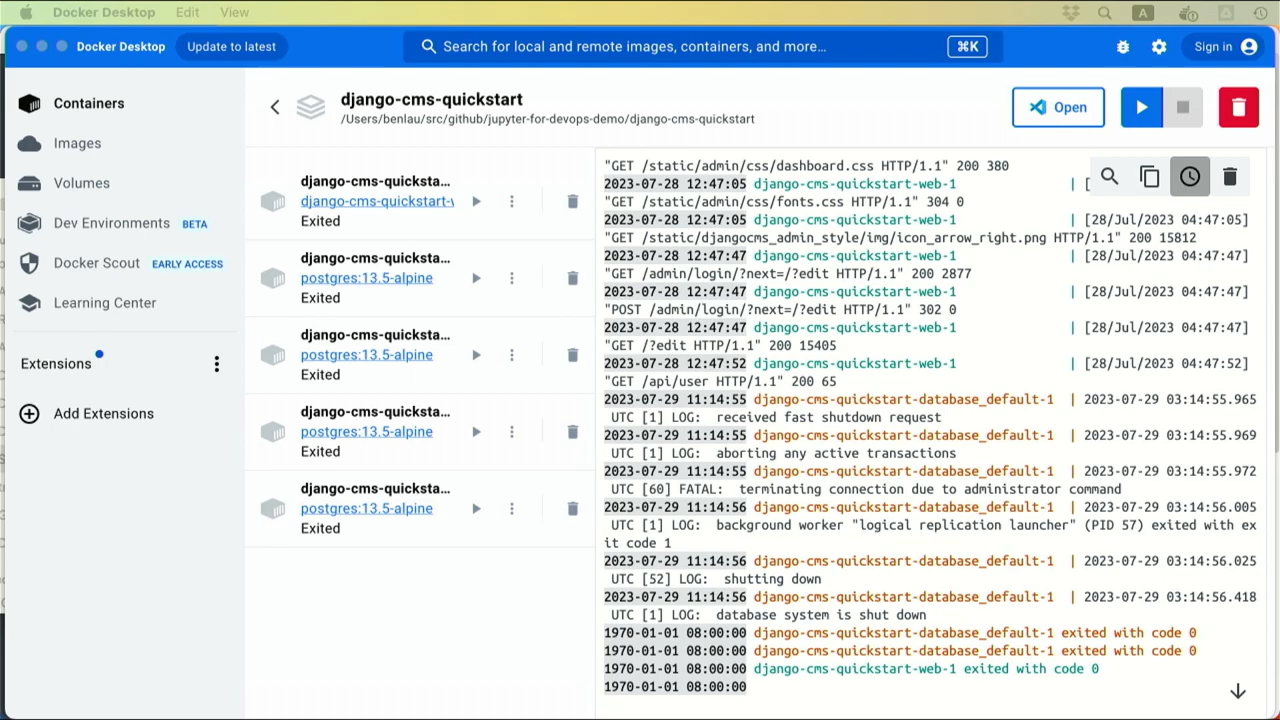 Docker Desktop Edit View
A
Docker Desktop Update to latest Search for local and remote images, containers, and more... ⌘K Sign in
Containers
Images
Volumes
Dev Environments BETA
Docker Scout EARLY ACCESS
Learning Center
Extensions
Add Extensions
django-cms-quickstart
/Users/benlau/src/github/jupyter-for-devops-demo/django-cms-quickstart
Open
django-cms-quicksta...
django-cms-quickstart-v
Exited
django-cms-quicksta...
postgres:13.5-alpine
Exited
django-cms-quicksta...
postgres:13.5-alpine
Exited
django-cms-quicksta...
postgres:13.5-alpine
Exited
django-cms-quicksta...
postgres:13.5-alpine
Exited
"GET /static/admin/css/dashboard.css HTTP/1.1" 200 380
2023-07-28 12:47:05 django-cms-quickstart-web-1 | [
"GET /static/admin/css/fonts.css HTTP/1.1" 304 0
2023-07-28 12:47:05 django-cms-quickstart-web-1 | [28/Jul/2023 04:47:05]
"GET /static/djangocms_admin_style/img/icon_arrow_right.png HTTP/1.1" 200 15812
2023-07-28 12:47:47 django-cms-quickstart-web-1 | [28/Jul/2023 04:47:47]
"GET /admin/login/?next=/?edit HTTP/1.1" 200 2877
2023-07-28 12:47:47 django-cms-quickstart-web-1 | [28/Jul/2023 04:47:47]
"POST /admin/login/?next=/?edit HTTP/1.1" 302 0
2023-07-28 12:47:47 django-cms-quickstart-web-1 | [28/Jul/2023 04:47:47]
"GET /?edit HTTP/1.1" 200 15405
2023-07-28 12:47:52 django-cms-quickstart-web-1 | [28/Jul/2023 04:47:52]
"GET /api/user HTTP/1.1" 200 65
2023-07-29 11:14:55 django-cms-quickstart-database_default-1 | 2023-07-29 03:14:55.965
UTC [1] LOG: received fast shutdown request
2023-07-29 11:14:55 django-cms-quickstart-database_default-1 | 2023-07-29 03:14:55.969
UTC [1] LOG: aborting any active transactions
2023-07-29 11:14:55 django-cms-quickstart-database_default-1 | 2023-07-29 03:14:55.972
UTC [60] FATAL: terminating connection due to administrator command
2023-07-29 11:14:56 django-cms-quickstart-database_default-1 | 2023-07-29 03:14:56.005
UTC [1] LOG: background worker "logical replication launcher" (PID 57) exited with ex
it code 1
2023-07-29 11:14:56 django-cms-quickstart-database_default-1 | 2023-07-29 03:14:56.025
UTC [52] LOG: shutting down
2023-07-29 11:14:56 django-cms-quickstart-database_default-1 | 2023-07-29 03:14:56.418
UTC [1] LOG: database system is shut down
1970-01-01 08:00:00 django-cms-quickstart-database_default-1 exited with code 0
1970-01-01 08:00:00 django-cms-quickstart-database_default-1 exited with code 0
1970-01-01 08:00:00 django-cms-quickstart-web-1 exited with code 0
1970-01-01 08:00:00